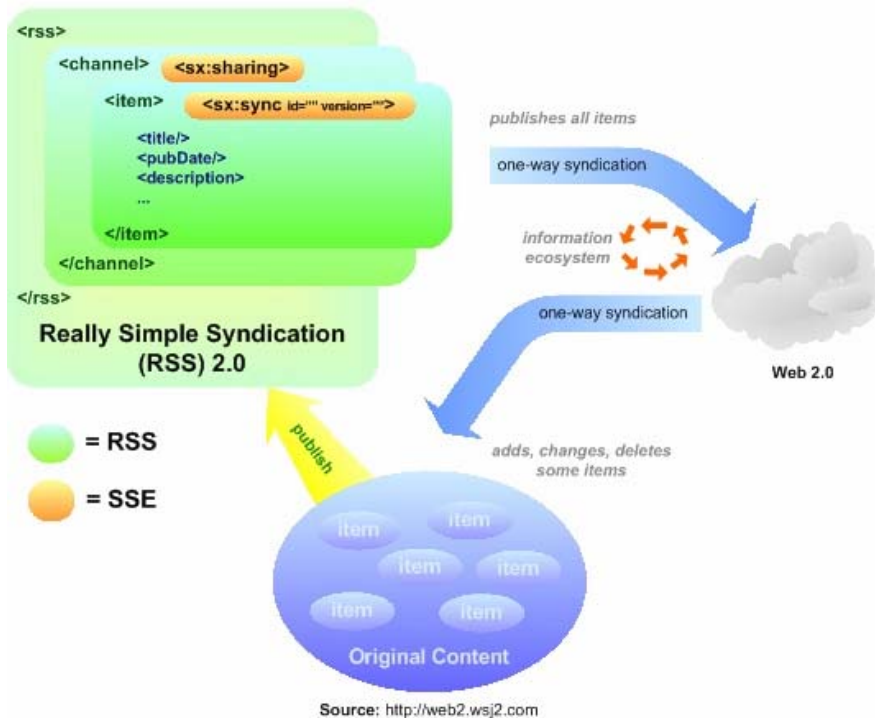 <rss>
<channel> <sx:sharing>
<item> <sx:sync id="" version="">
<title/>
<pubDate/>
<description>
...
</item>
</channel>
</rss>
Really Simple Syndication
(RSS) 2.0
publishes all items
one-way syndication
information
ecosystem
one-way syndication
Web 2.0
adds, changes, deletes
some items
publish
= RSS
= SSE
item
item
item
item
item
item
Original Content
Source: http://web2.wsj2.com